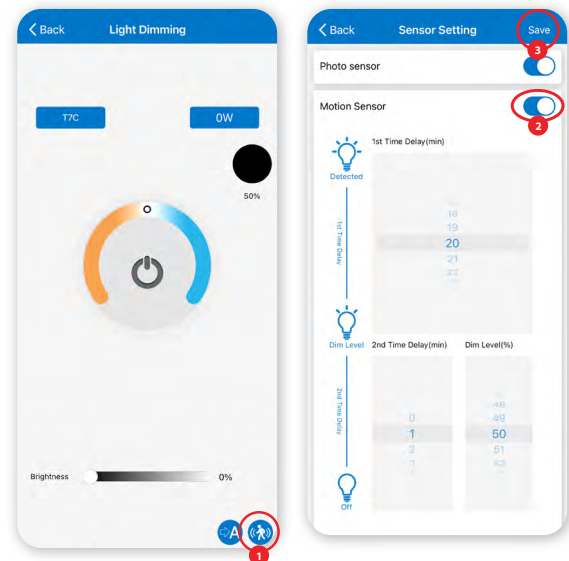 Back Light Dimming
T7C 0W
50%
Brightness 0%
A
1
Back Sensor Setting Save
3
Photo sensor
Motion Sensor
2
1st Time Delay(min)
Detected
1st Time Delay
18
19
20
21
22
Dim Level 2nd Time Delay(min) Dim Level(%)
2nd Time Delay
48
0 49
1 50
2 51
3 52
Off